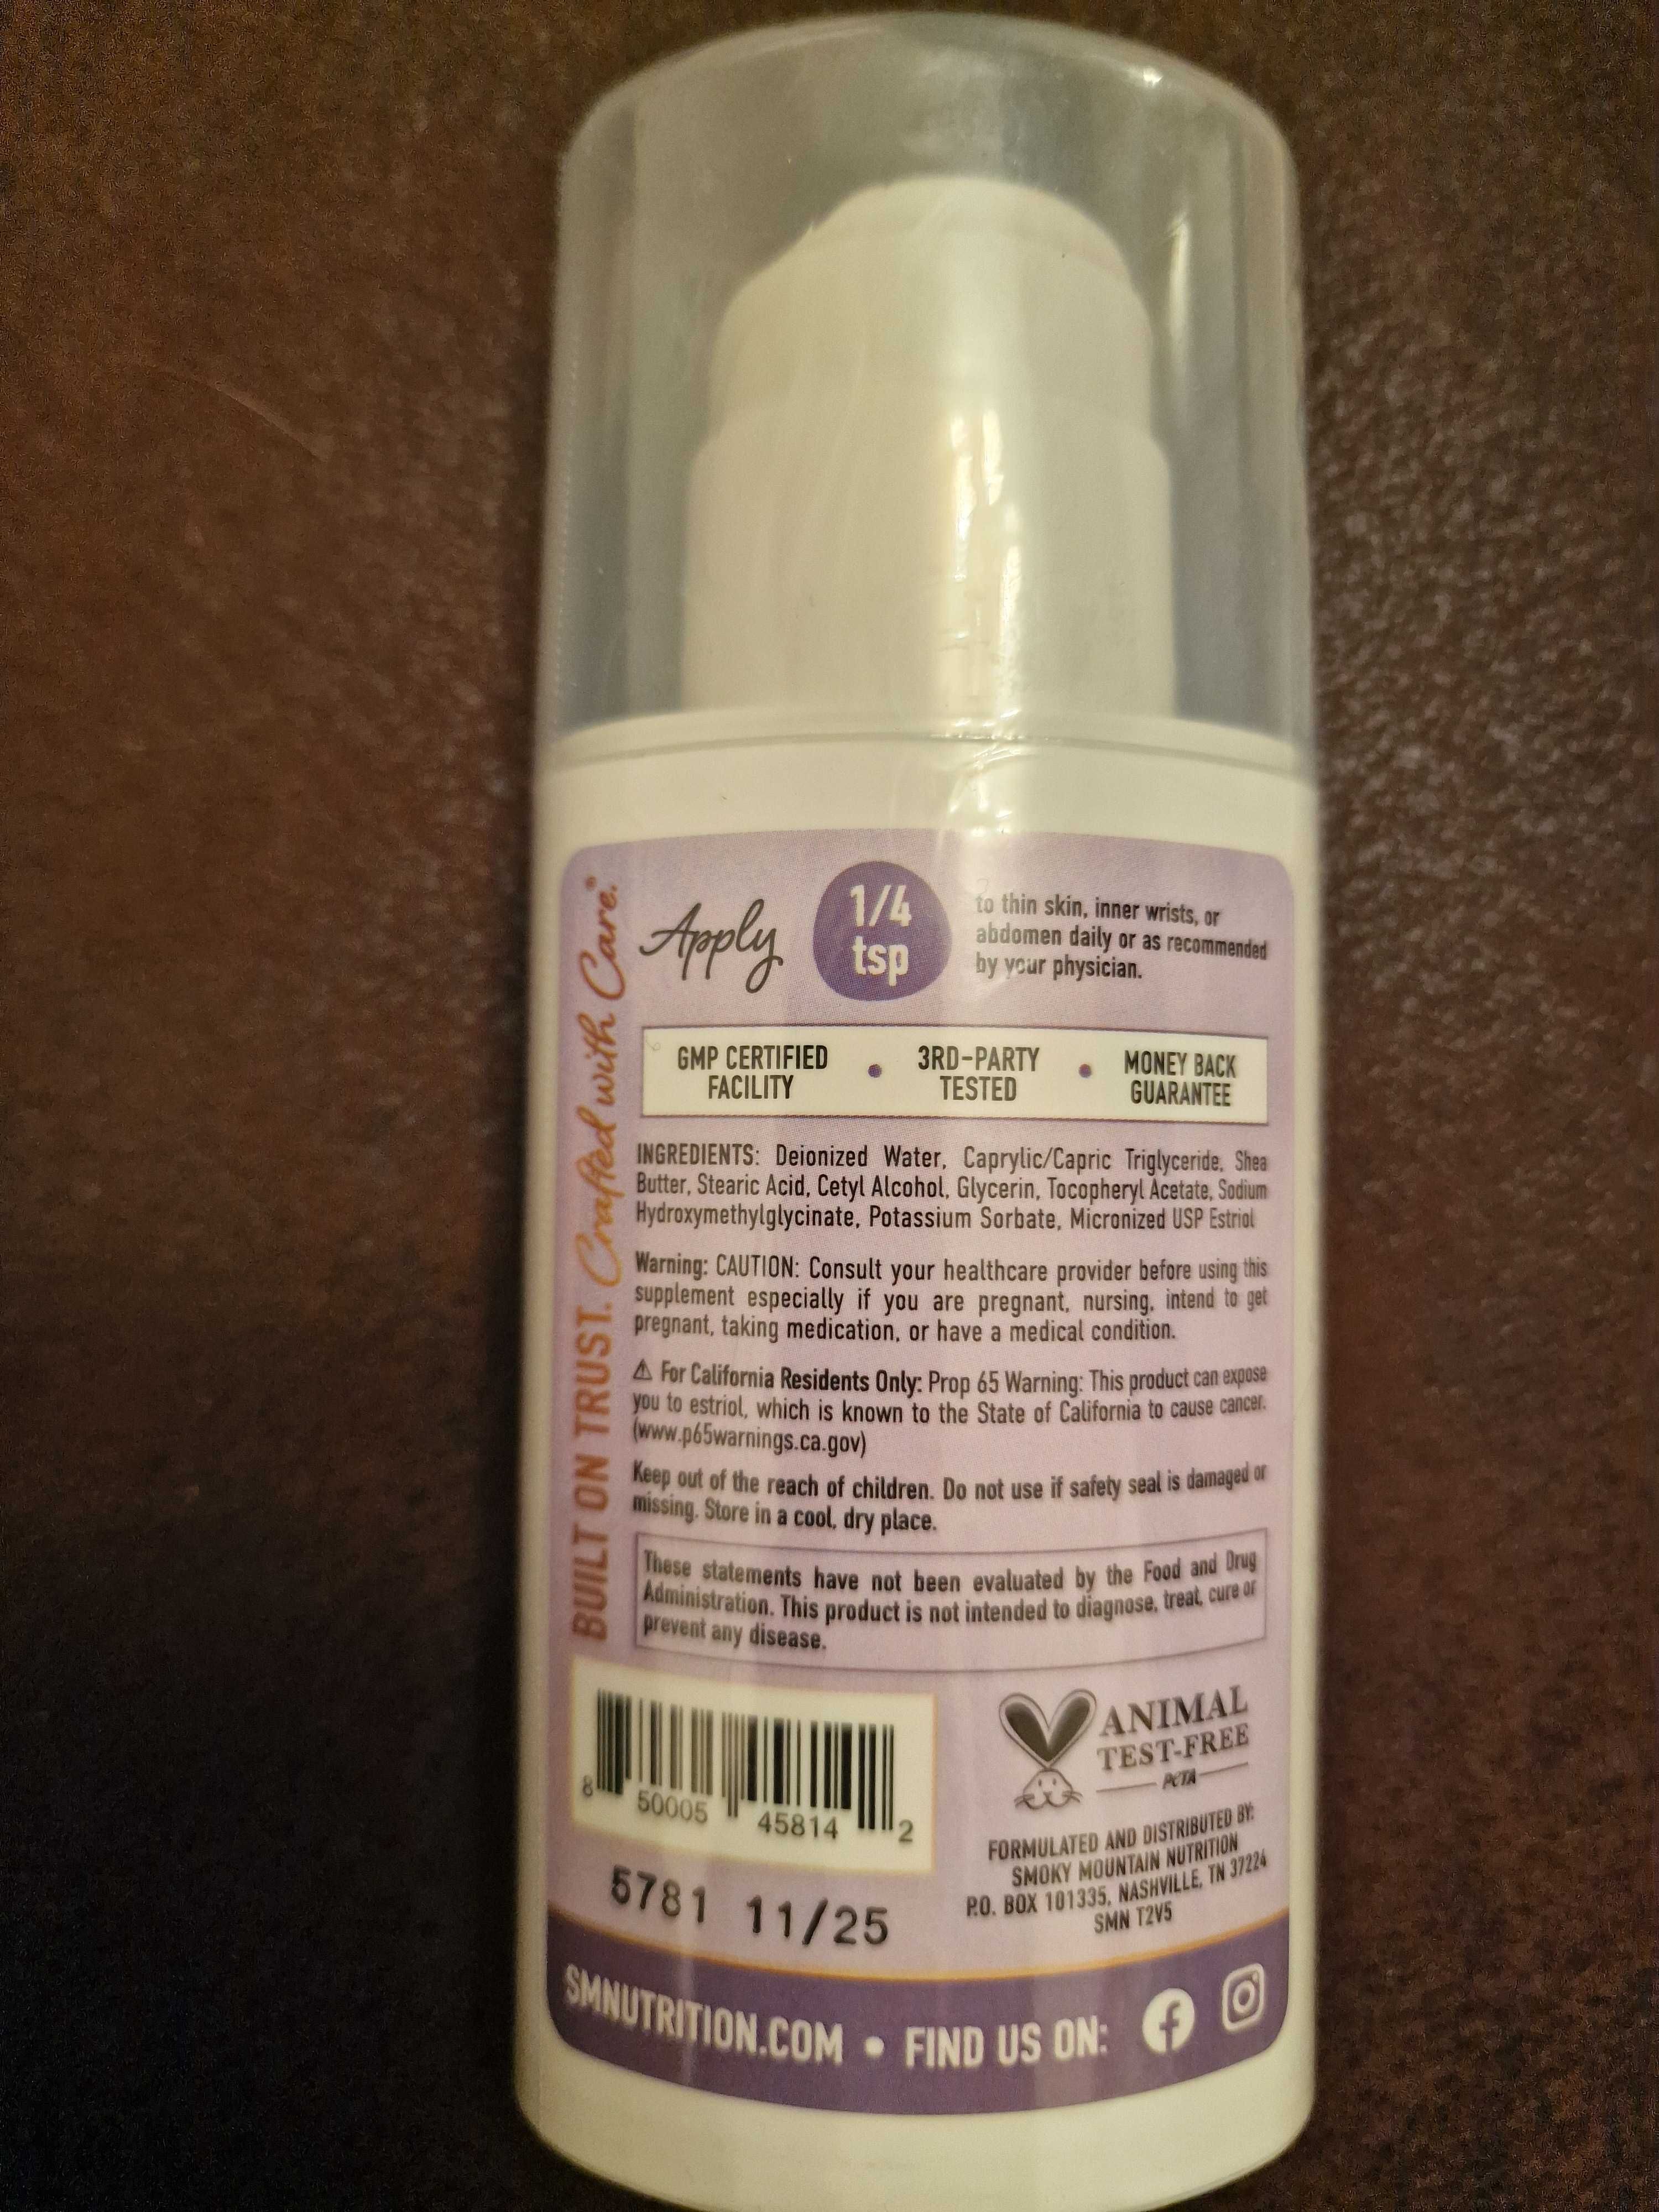 Apply 1/4 tsp
to thin skin, inner wrists, or
abdomen daily or as recommended
by your physician.
GMP CERTIFIED FACILITY • 3RD-PARTY TESTED • MONEY BACK GUARANTEE
INGREDIENTS: Deionized Water, Caprylic/Capric Triglyceride, Shea
Butter, Stearic Acid, Cetyl Alcohol, Glycerin, Tocopheryl Acetate, Sodium
Hydroxymethylglycinate, Potassium Sorbate, Micronized USP Estriol
Warning: CAUTION: Consult your healthcare provider before using this
supplement especially if you are pregnant, nursing, intend to get
pregnant, taking medication, or have a medical condition.
⚠ For California Residents Only: Prop 65 Warning: This product can expose
you to estriol, which is known to the State of California to cause cancer.
(www.p65warnings.ca.gov)
Keep out of the reach of children. Do not use if safety seal is damaged or
missing. Store in a cool, dry place.
These statements have not been evaluated by the Food and Drug
Administration. This product is not intended to diagnose, treat, cure or
prevent any disease.
BUILT ON TRUST. Crafted with Care.®
8 50005 45814 2
5781 11/25
ANIMAL
TEST-FREE
PETA
FORMULATED AND DISTRIBUTED BY:
SMOKY MOUNTAIN NUTRITION
P.O. BOX 101335, NASHVILLE, TN 37224
SMN T2V5
SMNUTRITION.COM • FIND US ON: